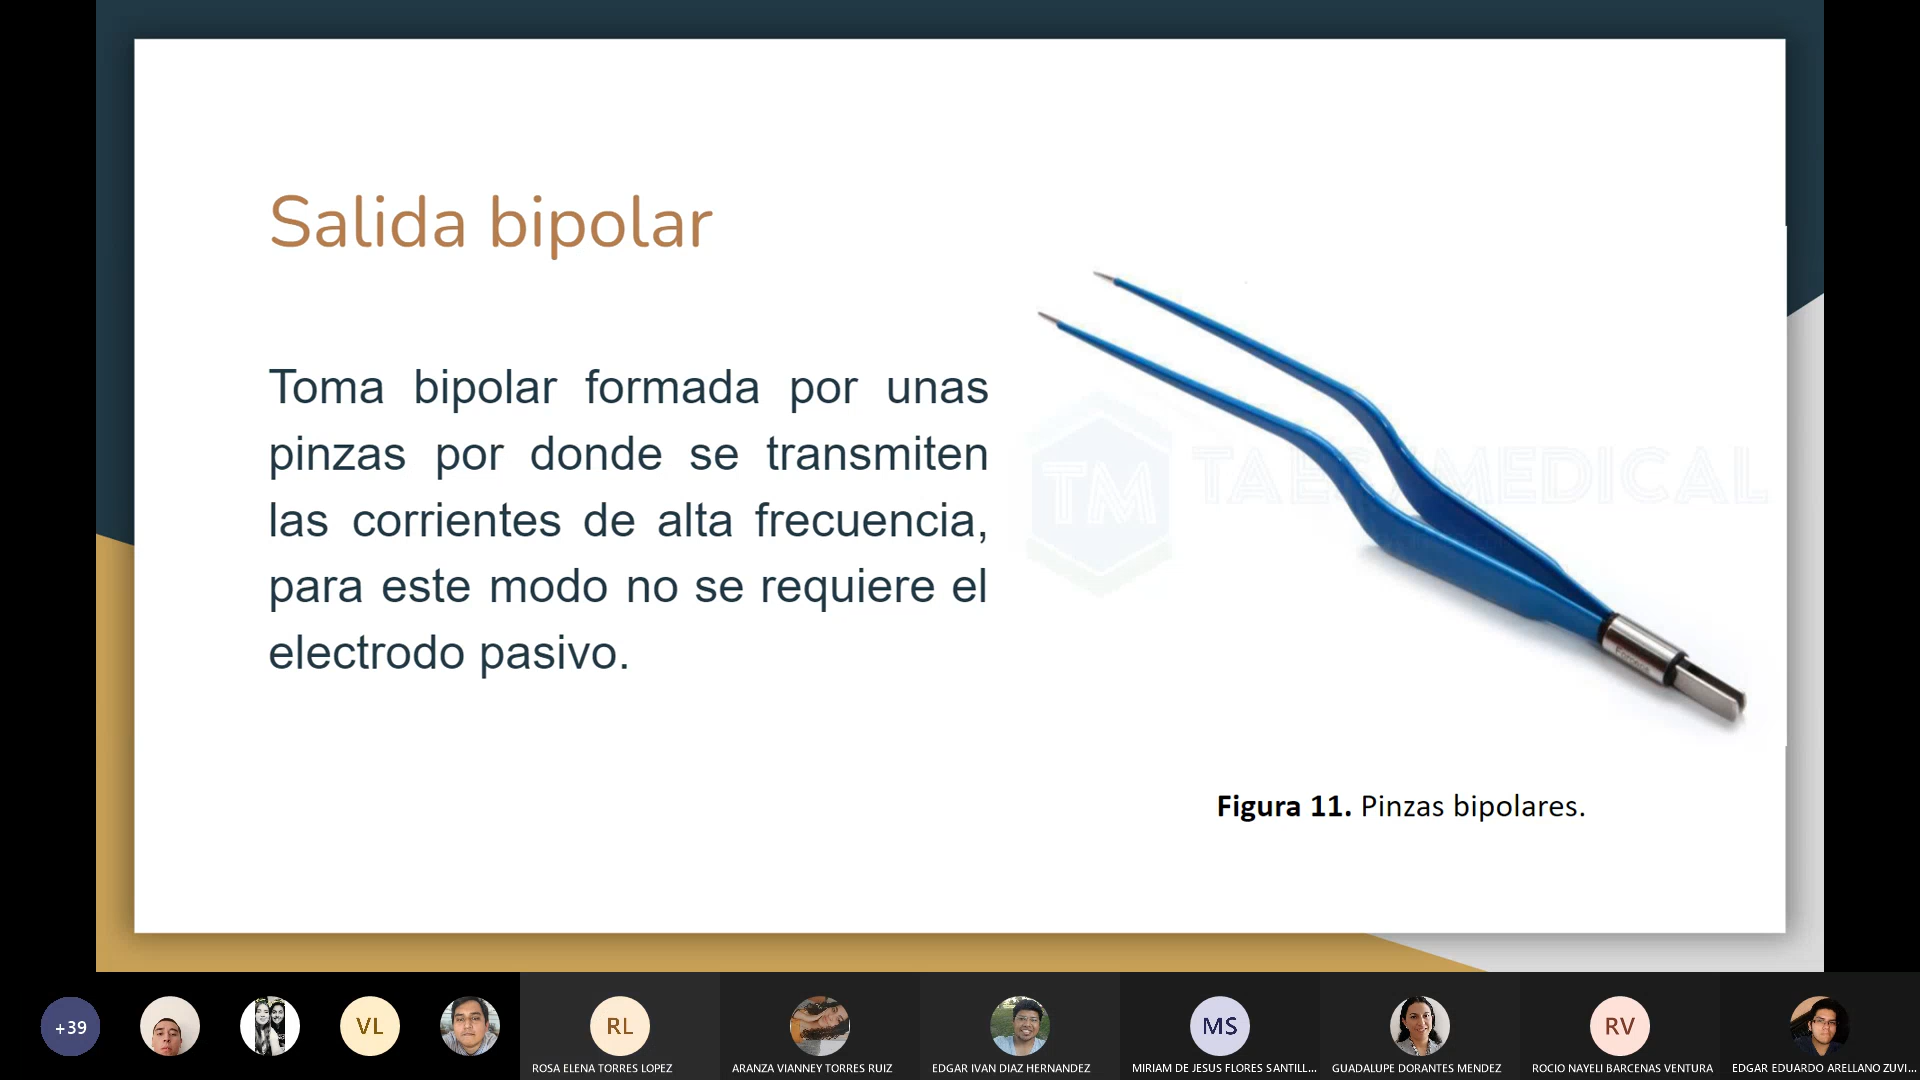 Salida bipolar
Toma bipolar formada por unas
pinzas por donde se transmiten
las corrientes de alta frecuencia,
para este modo no se requiere el
electrodo pasivo.
TM
MEDICAL
Figura 11. Pinzas bipolares.
+39
VL
RL
MS
RV
ROSA ELENA TORRES LOPEZ
ARANZA VIANNEY TORRES RUIZ
EDGAR IVAN DIAZ HERNANDEZ
MIRIAM DE JESUS FLORES SANTILL...
GUADALUPE DORANTES MENDEZ
ROCIO NAYELI BARCENAS VENTURA
EDGAR EDUARDO ARELLANO ZUVI...